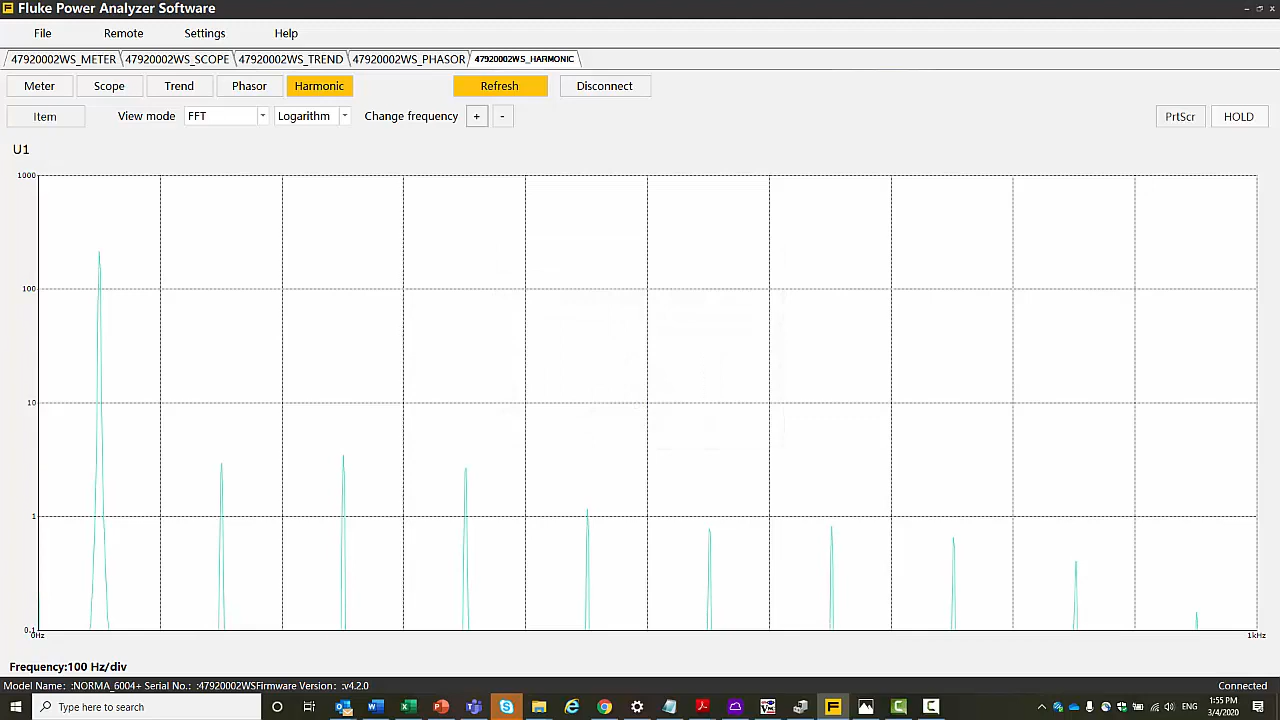 Fluke Power Analyzer Software
File Remote Settings Help
47920002WS_METER 47920002WS_SCOPE 47920002WS_TREND 47920002WS_PHASOR 47920002WS_HARMONIC
Meter Scope Trend Phasor Harmonic Refresh Disconnect
Item View mode FFT Logarithm Change frequency + - PrtScr HOLD
U1
1000
100
10
1
0.1
0Hz 1kHz
Frequency:100 Hz/div
Model Name: :NORMA_6004+ Serial No.: :47920002WSFirmware Version: :v4.2.0 Connected
Type here to search ENG 1:55 PM
3/4/2020